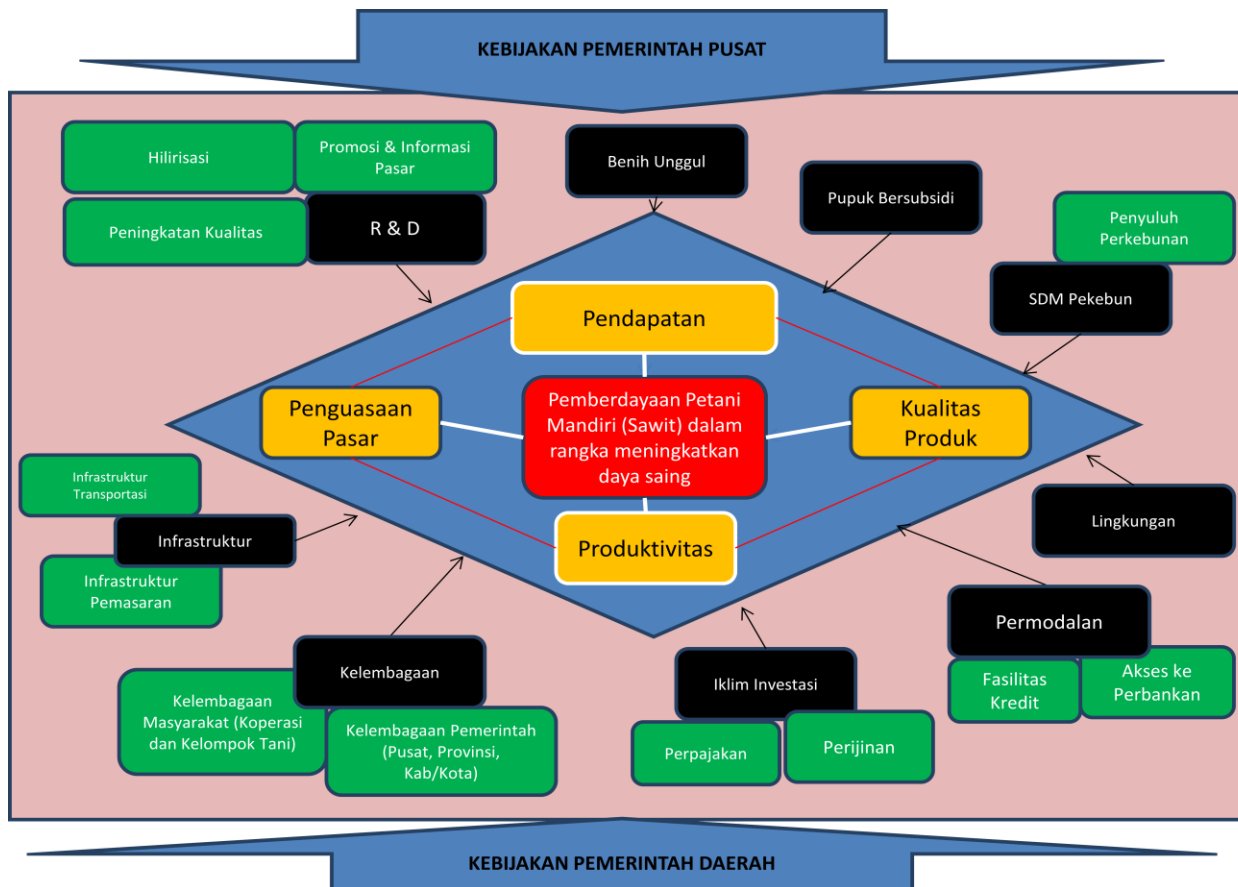 KEBIJAKAN PEMERINTAH PUSAT
Hilirisasi
Promosi & Informasi
Pasar
Peningkatan Kualitas
R & D
Benih Unggul
Pupuk Bersubsidi
Penyuluh
Perkebunan
SDM Pekebun
Pendapatan
Penguasaan
Pasar
Pemberdayaan Petani
Mandiri (Sawit) dalam
rangka meningkatkan
daya saing
Kualitas
Produk
Produktivitas
Infrastruktur
Transportasi
Infrastruktur
Infrastruktur
Pemasaran
Lingkungan
Kelembagaan
Kelembagaan
Masyarakat (Koperasi
dan Kelompok Tani)
Kelembagaan Pemerintah
(Pusat, Provinsi,
Kab/Kota)
Iklim Investasi
Perpajakan
Perijinan
Permodalan
Fasilitas
Kredit
Akses ke
Perbankan
KEBIJAKAN PEMERINTAH DAERAH